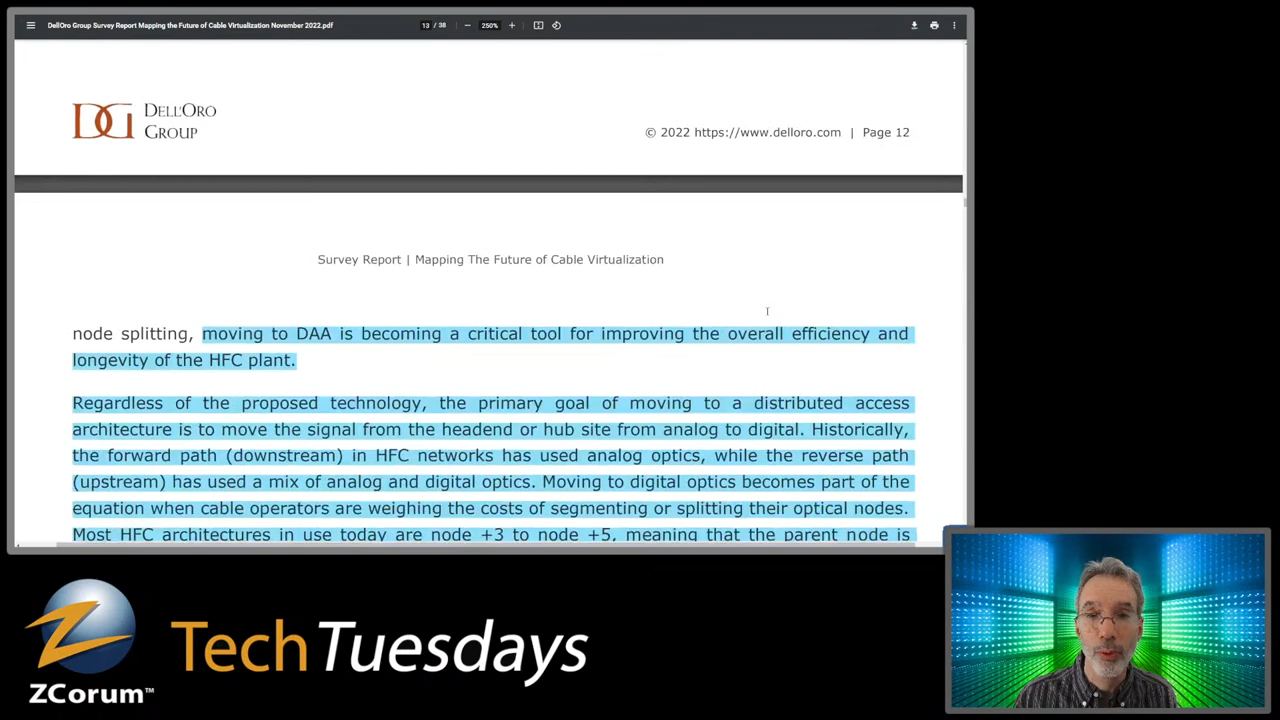 DellOro Group Survey Report Mapping the Future of Cable Virtualization November 2022.pdf
13 / 38
250%
DG DELL'ORO GROUP
© 2022 https://www.delloro.com | Page 12
Survey Report | Mapping The Future of Cable Virtualization
node splitting, moving to DAA is becoming a critical tool for improving the overall efficiency and
longevity of the HFC plant.
Regardless of the proposed technology, the primary goal of moving to a distributed access
architecture is to move the signal from the headend or hub site from analog to digital. Historically,
the forward path (downstream) in HFC networks has used analog optics, while the reverse path
(upstream) has used a mix of analog and digital optics. Moving to digital optics becomes part of the
equation when cable operators are weighing the costs of segmenting or splitting their optical nodes.
Most HFC architectures in use today are node +3 to node +5, meaning that the parent node is
Z
ZCorum™
TechTuesdays